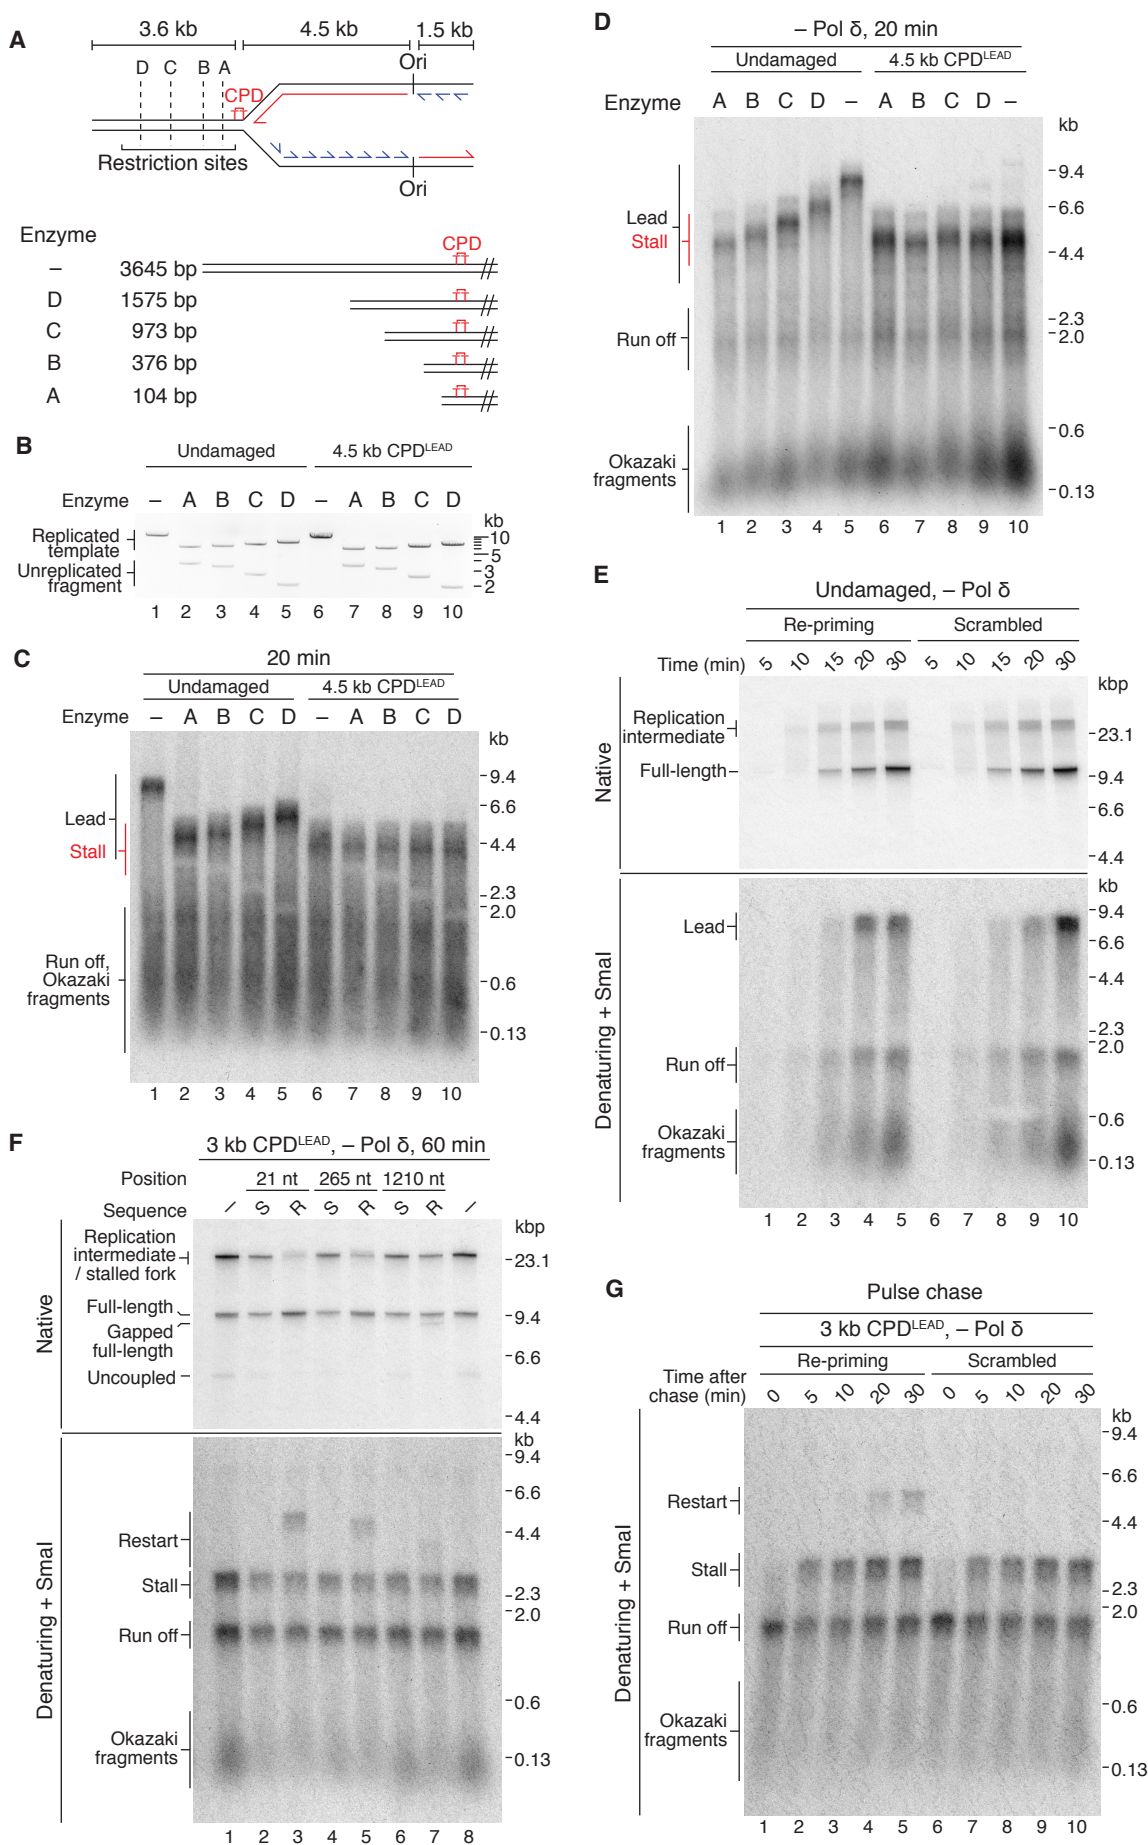 A
3.6 kb
4.5 kb
1.5 kb
D C B A
Ori
CPD
Restriction sites
Ori
Enzyme
CPD
– 3645 bp
D 1575 bp
C 973 bp
B 376 bp
A 104 bp
B
Undamaged
4.5 kb CPDLEAD
Enzyme – A B C D – A B C D
kb
Replicated template
Unreplicated fragment
10
5
3
2
1 2 3 4 5 6 7 8 9 10
C
20 min
Undamaged
4.5 kb CPDLEAD
Enzyme – A B C D – A B C D
kb
Lead
Stall
Run off,
Okazaki
fragments
9.4
6.6
4.4
2.3
2.0
0.6
0.13
1 2 3 4 5 6 7 8 9 10
D
– Pol δ, 20 min
Undamaged
4.5 kb CPDLEAD
Enzyme A B C D – A B C D –
kb
Lead
Stall
Run off
Okazaki
fragments
9.4
6.6
4.4
2.3
2.0
0.6
0.13
1 2 3 4 5 6 7 8 9 10
E
Undamaged, – Pol δ
Re-priming
Scrambled
Time (min) 5 10 15 20 30 5 10 15 20 30
Native
Replication
intermediate
Full-length
kbp
23.1
9.4
6.6
4.4
Denaturing + SmaI
Lead
Run off
Okazaki
fragments
kb
9.4
6.6
4.4
2.3
2.0
0.6
0.13
1 2 3 4 5 6 7 8 9 10
F
3 kb CPDLEAD, – Pol δ, 60 min
Position 21 nt 265 nt 1210 nt
Sequence – S R S R S R –
Native
Replication
intermediate
/ stalled fork
Full-length
Gapped
full-length
Uncoupled
kbp
23.1
9.4
6.6
4.4
Denaturing + SmaI
Restart
Stall
Run off
Okazaki
fragments
kb
9.4
6.6
4.4
2.3
2.0
0.6
0.13
1 2 3 4 5 6 7 8
G
Pulse chase
3 kb CPDLEAD, – Pol δ
Re-priming
Scrambled
Time after
chase (min) 0 5 10 20 30 0 5 10 20 30
Denaturing + SmaI
Restart
Stall
Run off
Okazaki
fragments
kb
9.4
6.6
4.4
2.3
2.0
0.6
0.13
1 2 3 4 5 6 7 8 9 10